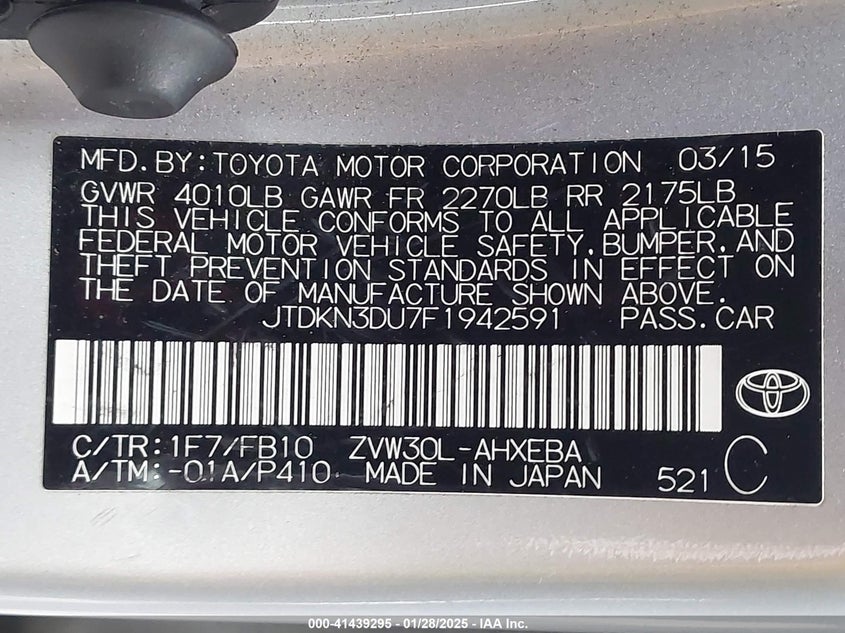 MFD.BY:TOYOTA MOTOR CORPORATION 03/15
GVWR 4010LB GAWR FR 2270LB RR 2175LB
THIS VEHICLE CONFORMS TO ALL APPLICABLE
FEDERAL MOTOR VEHICLE SAFETY,BUMPER,AND
THEFT PREVENTION STANDARDS IN EFFECT ON
THE DATE OF MANUFACTURE SHOWN ABOVE.
JTDKN3DU7F1942591 PASS.CAR
C/TR:1F7/FB10 ZVW30L-AHXEBA
A/TM:-01A/P410 MADE IN JAPAN 521 C
000-41439295 - 01/28/2025 - IAA Inc.